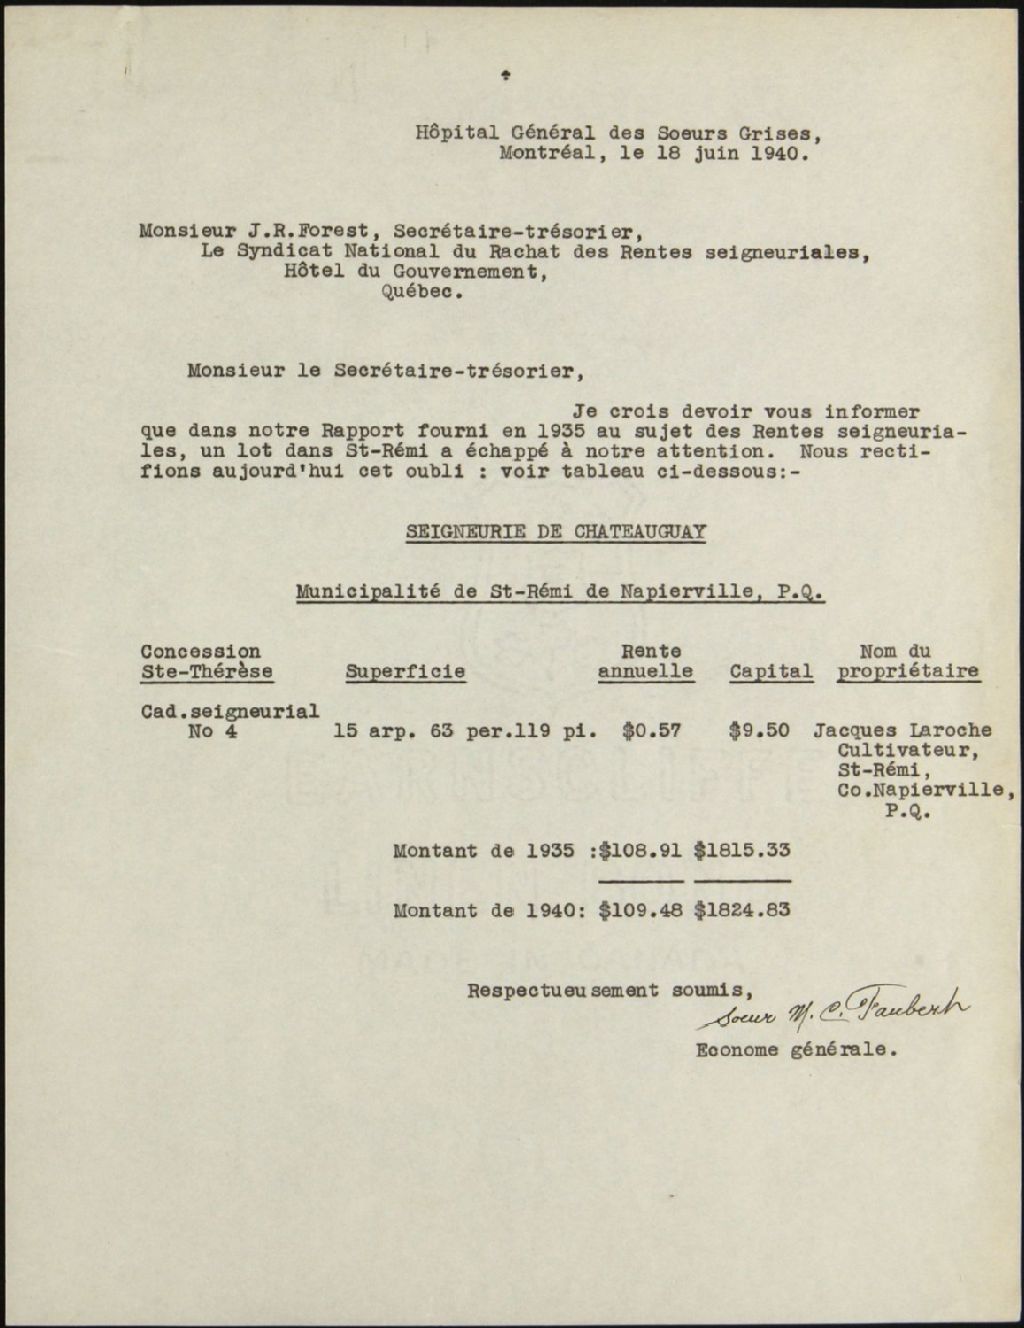 Hôpital Général des Soeurs Grises,
Montréal, le 18 juin 1940.
Monsieur J.R.Forest, Secrétaire-trésorier,
Le Syndicat National du Rachat des Rentes seigneuriales,
Hôtel du Gouvernement,
Québec.
Monsieur le Secrétaire-trésorier,
Je crois devoir vous informer
que dans notre Rapport fourni en 1935 au sujet des Rentes seigneuria-
les, un lot dans St-Rémi a échappé à notre attention.  Nous recti-
fions aujourd'hui cet oubli : voir tableau ci-dessous:-
SEIGNEURIE DE CHATEAUGUAY
Municipalité de St-Rémi de Napierville, P.Q.
Concession Rente Nom du
Ste-Thérèse Superficie annuelle Capital propriétaire
Cad.seigneurial
No 4 15 arp. 63 per.119 pi. $0.57 $9.50 Jacques Laroche
Cultivateur,
St-Rémi,
Co.Napierville,
P.Q.
Montant de 1935 :$108.91 $1815.33
Montant de 1940: $109.48 $1824.83
Respectueusement soumis,
Soeur M. C. Taubert
Econome générale.